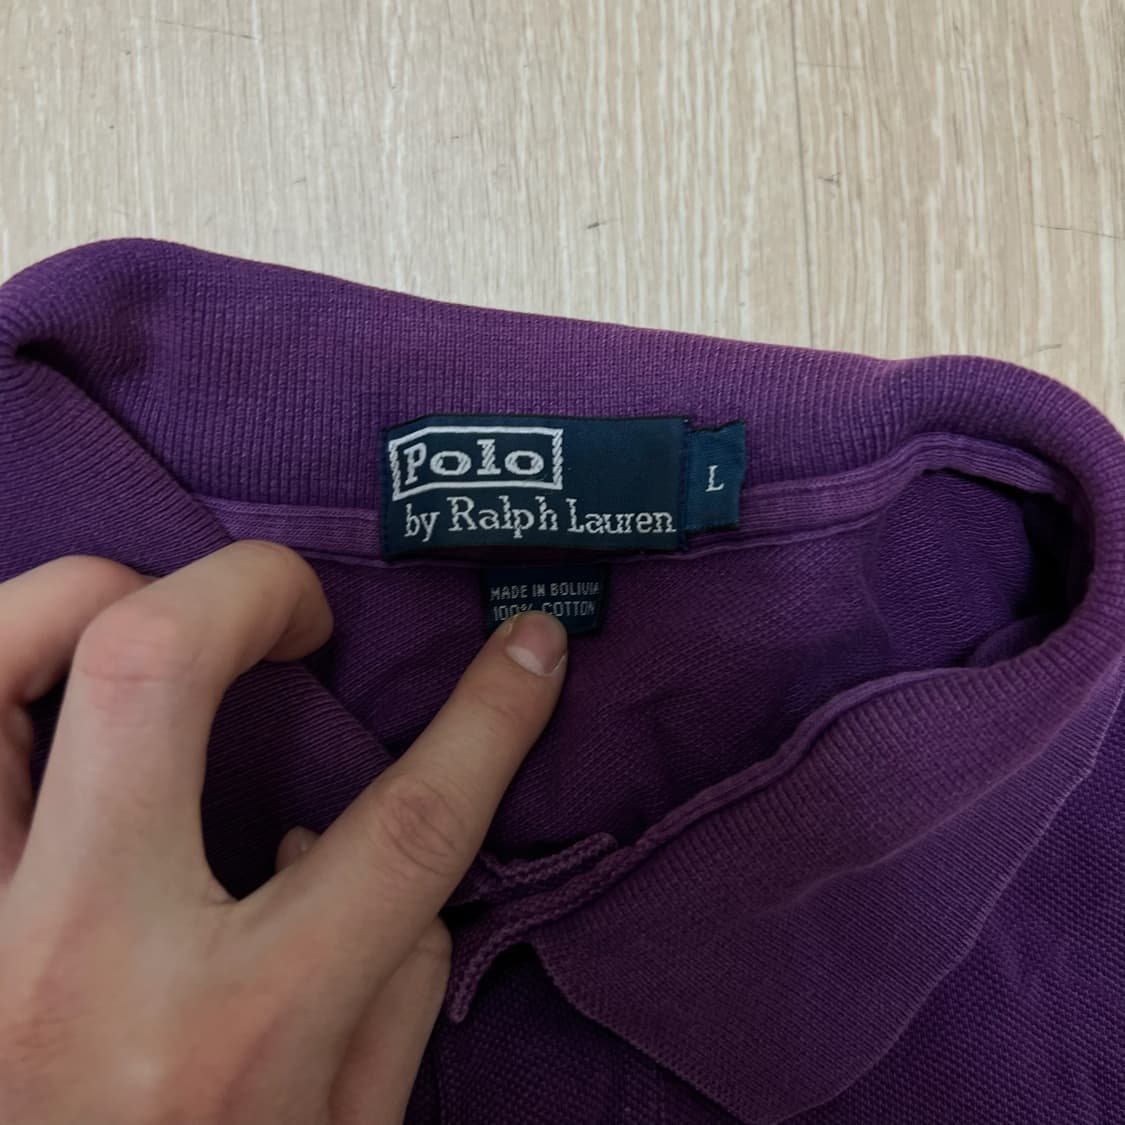 Polo
by Ralph Lauren
L
MADE IN BOLIVIA
100% COTTON